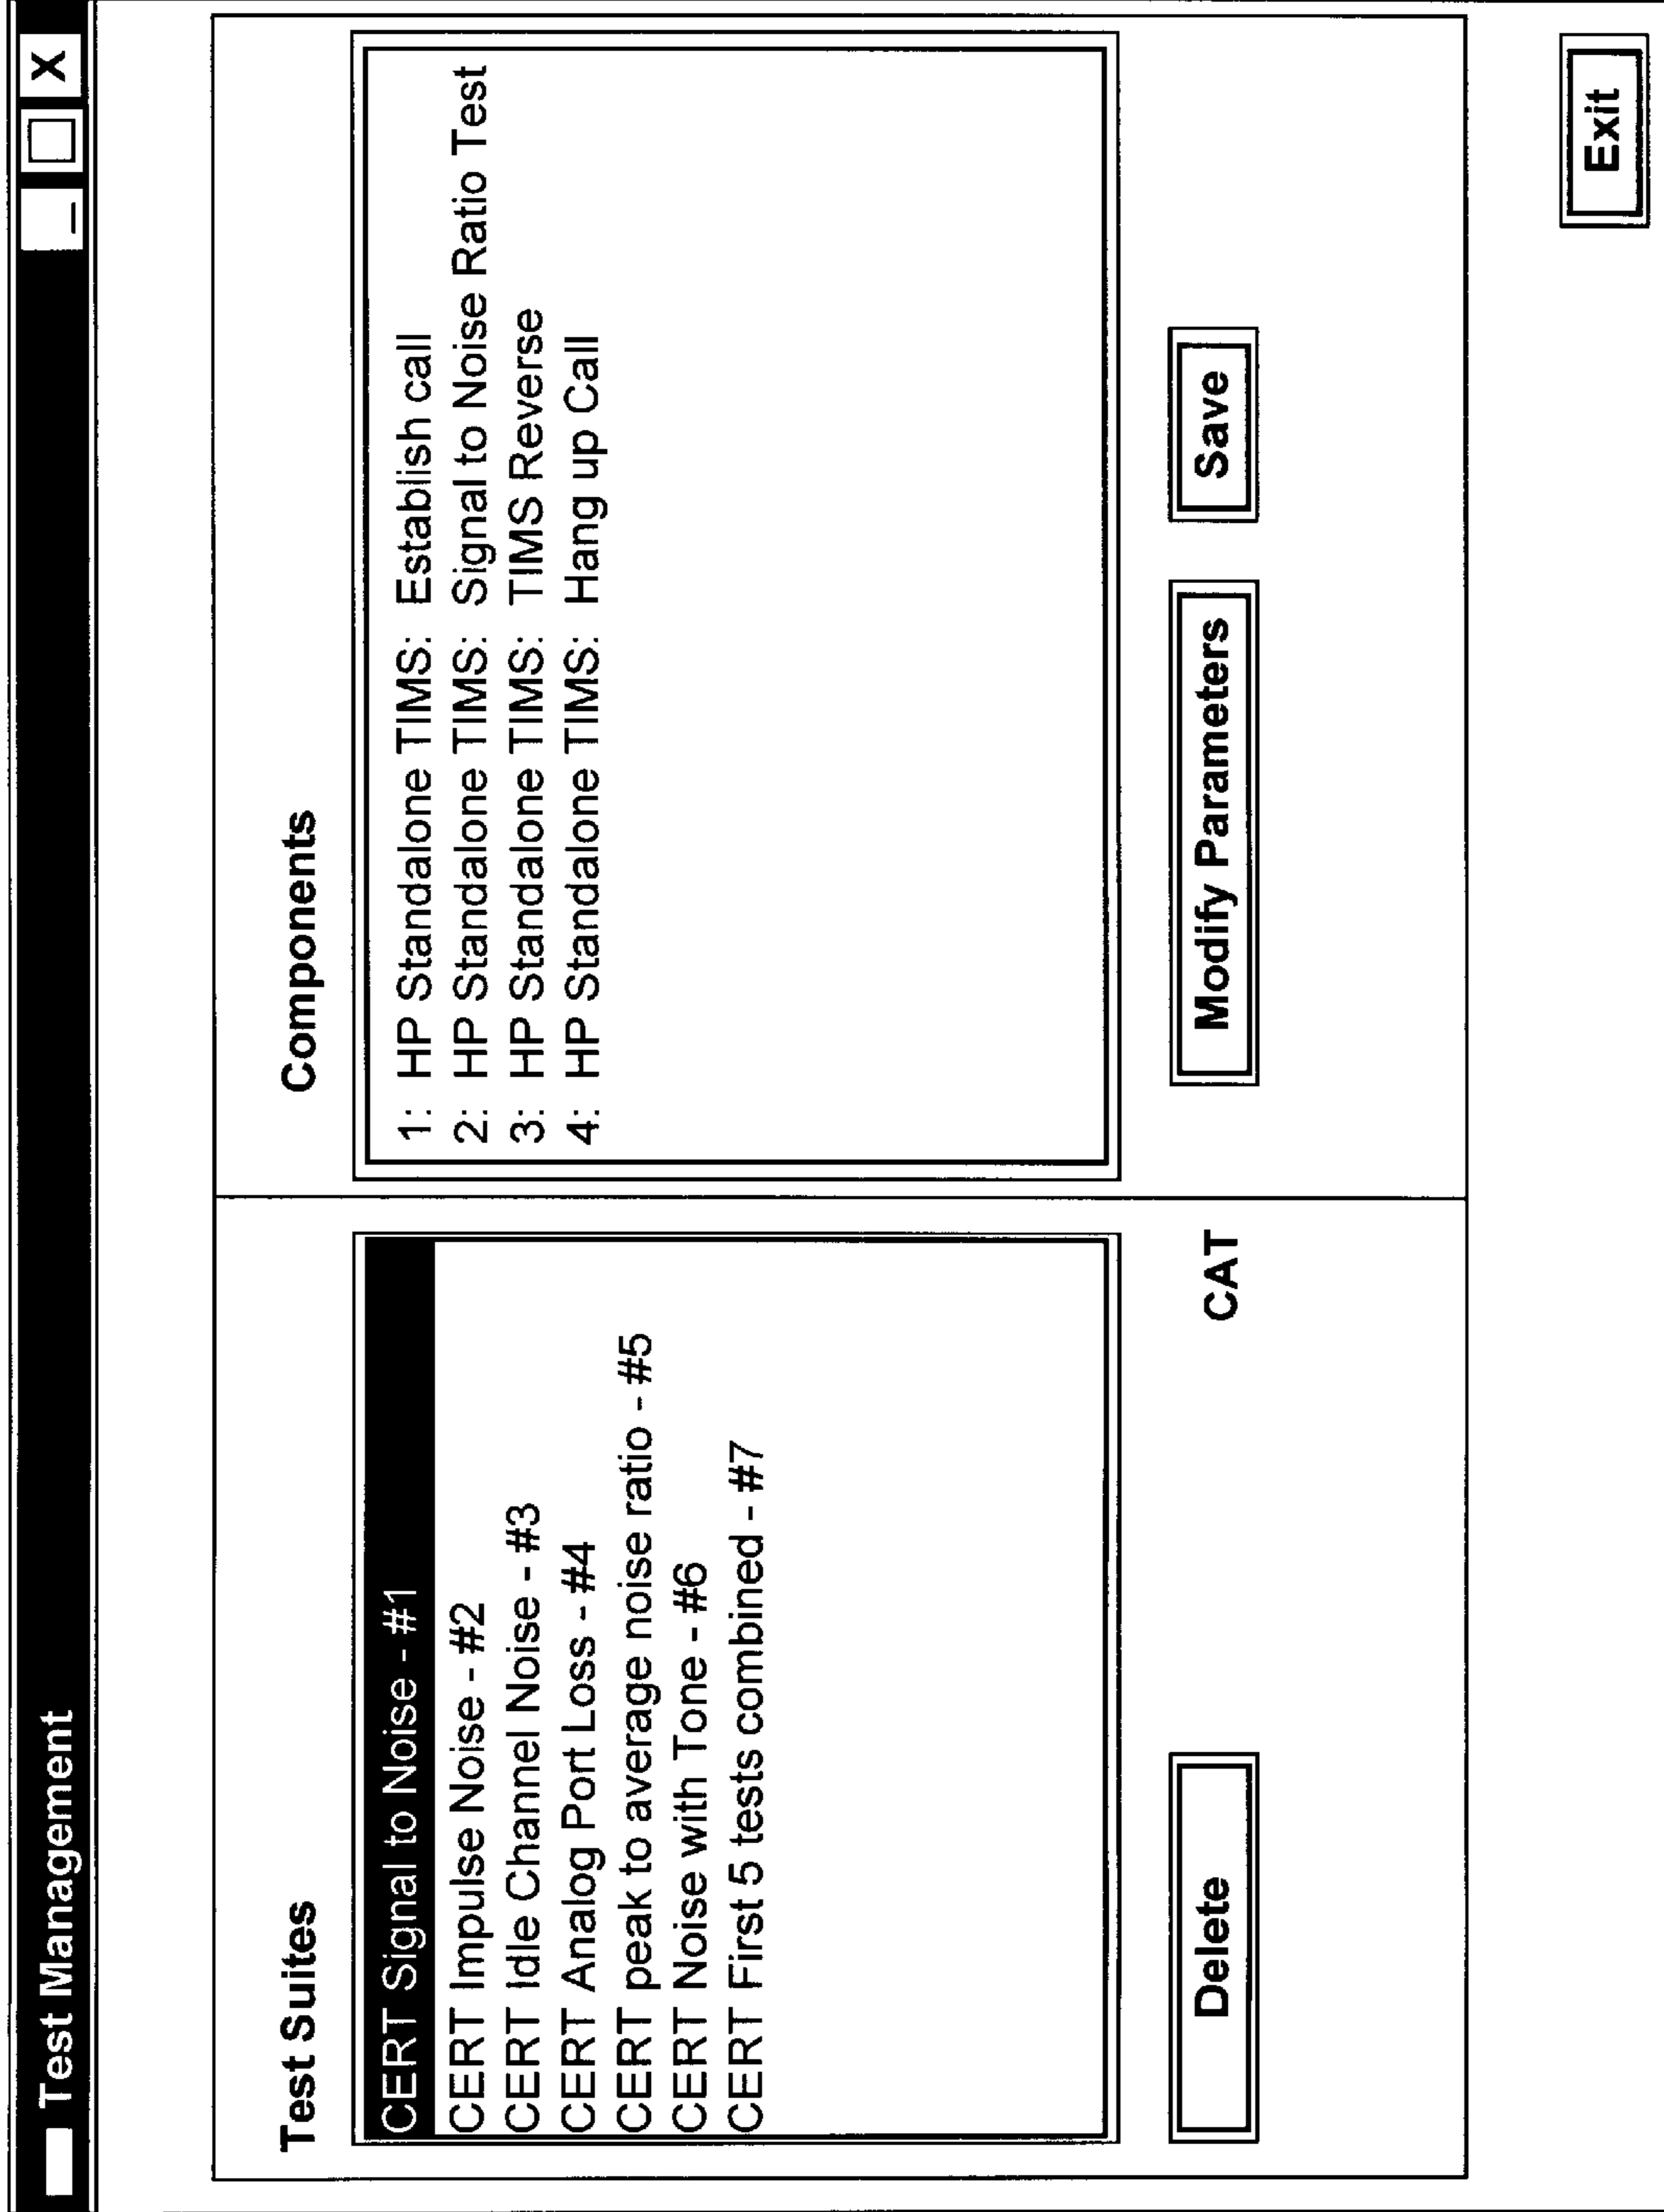 Test Management
_ □ X
Test Suites
CERT Signal to Noise - #1
CERT Impulse Noise - #2
CERT Idle Channel Noise - #3
CERT Analog Port Loss - #4
CERT peak to average noise ratio - #5
CERT Noise with Tone - #6
CERT First 5 tests combined - #7
Delete
CAT
Components
1: HP Standalone TIMS: Establish call
2: HP Standalone TIMS: Signal to Noise Ratio Test
3: HP Standalone TIMS: TIMS Reverse
4: HP Standalone TIMS: Hang up Call
Modify Parameters
Save
Exit